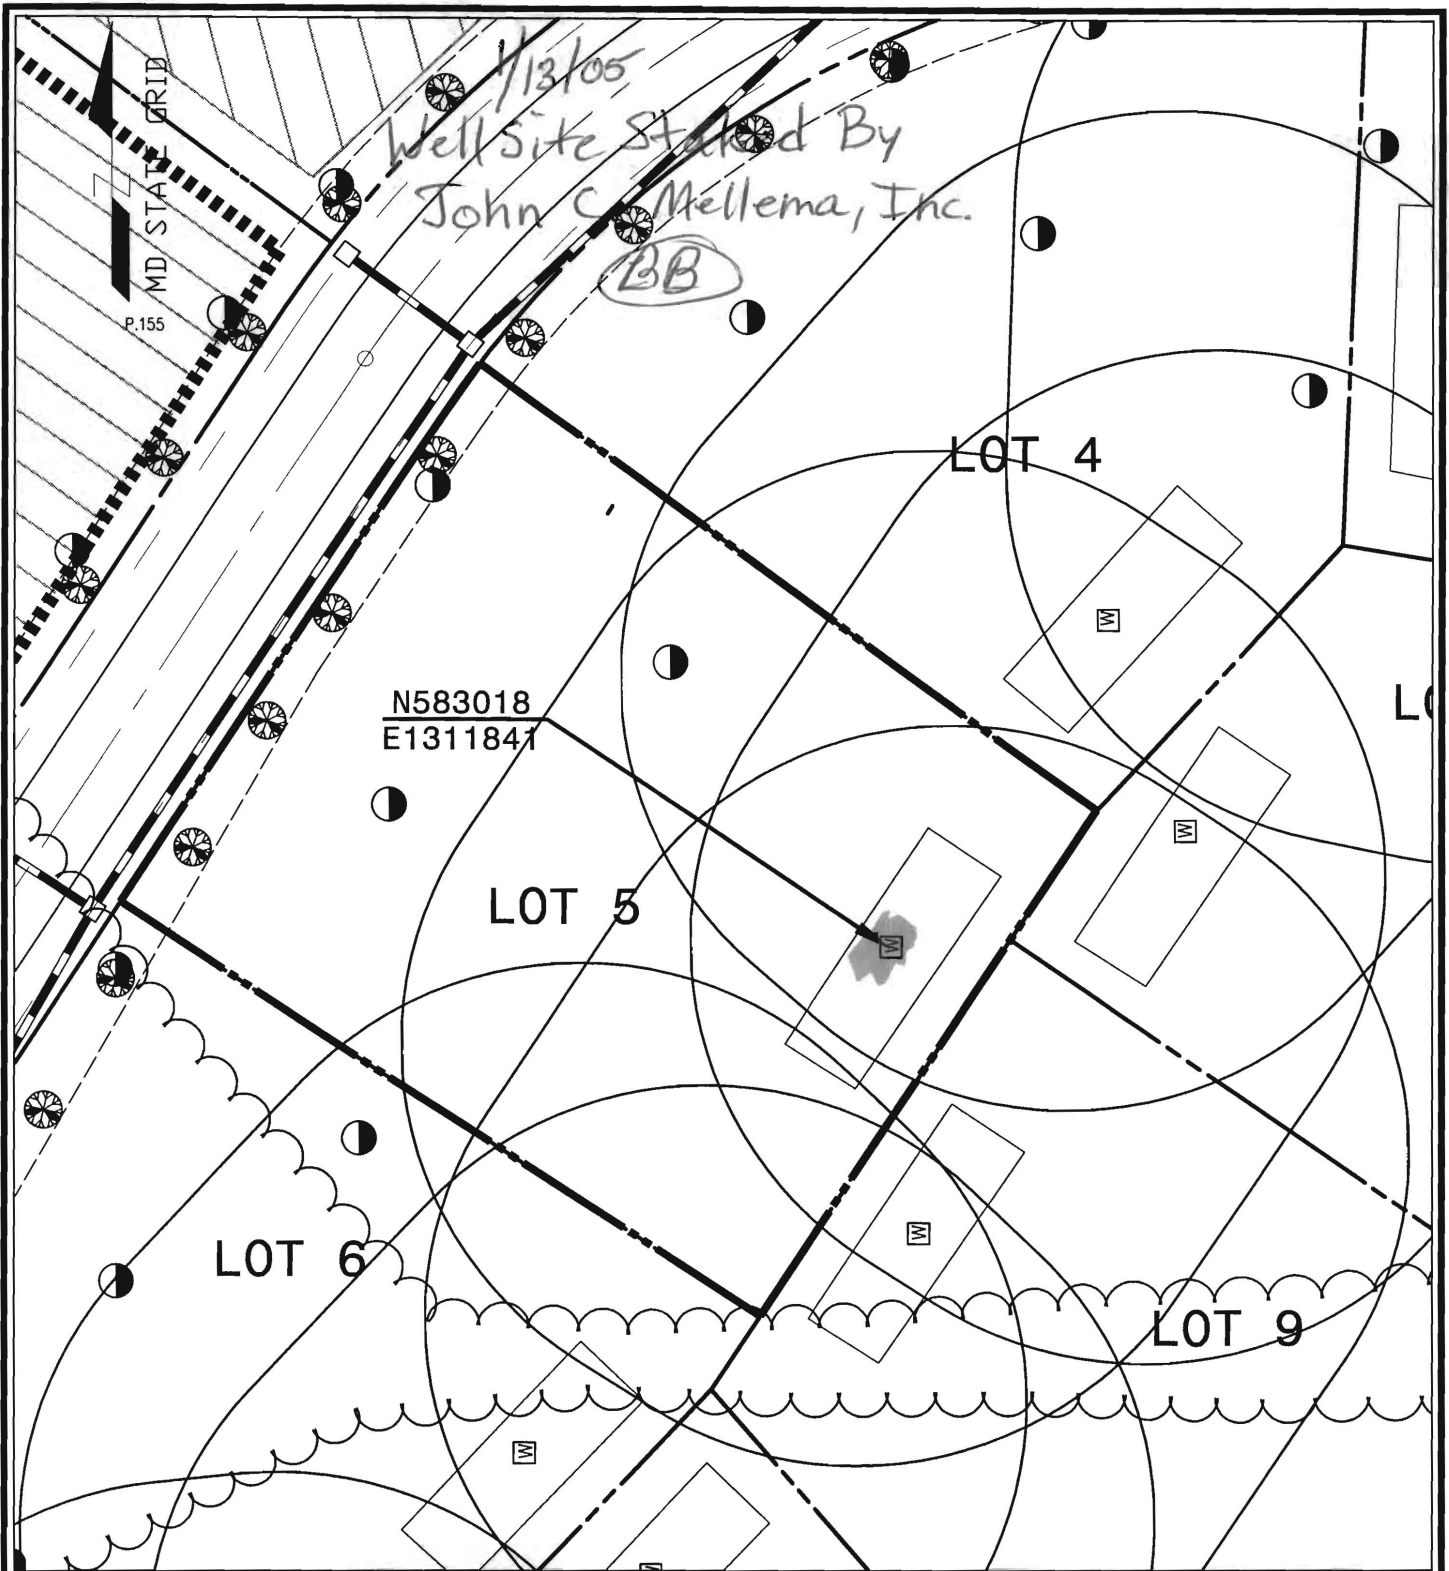 1/13/05
Well Site Staked By
John C. Mellema, Inc.
BB
MD STATE GRID
P.155
LOT 4
N583018
E1311841
LO
W
W
LOT 5
W
W
LOT 6
LOT 9
W
W